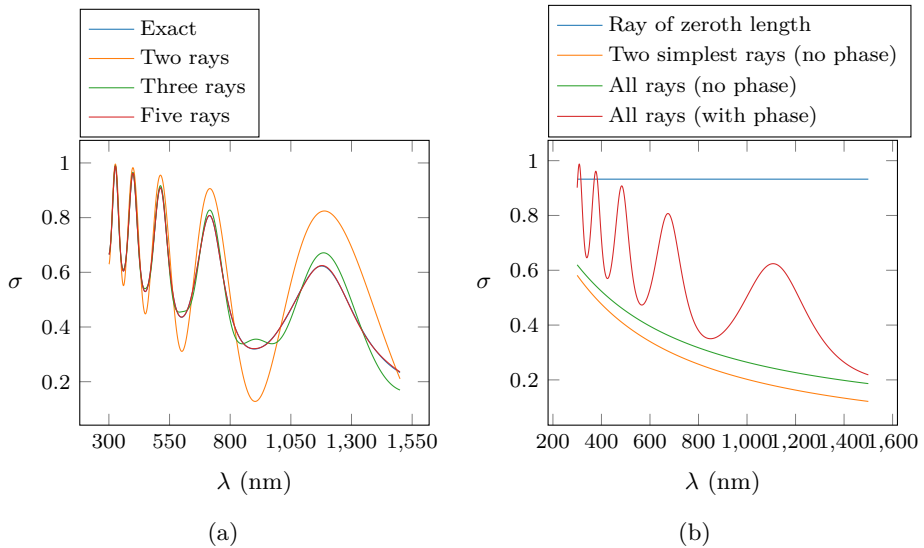 Exact
Two rays
Three rays
Five rays
1
0.8
0.6
0.4
0.2
σ
300 550 800 1,050 1,300 1,550
λ (nm)
(a)
Ray of zeroth length
Two simplest rays (no phase)
All rays (no phase)
All rays (with phase)
1
0.8
0.6
0.4
0.2
σ
200 400 600 800 1,000 1,200 1,400 1,600
λ (nm)
(b)